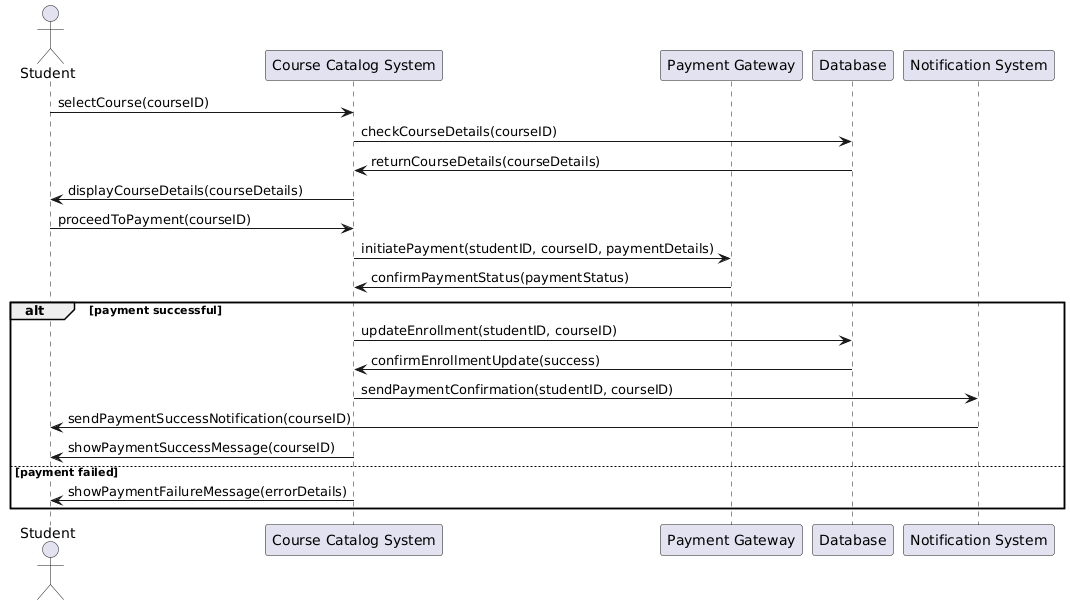 Student
Course Catalog System
Payment Gateway
Database
Notification System
selectCourse(courseID)
checkCourseDetails(courseID)
returnCourseDetails(courseDetails)
displayCourseDetails(courseDetails)
proceedToPayment(courseID)
initiatePayment(studentID, courseID, paymentDetails)
confirmPaymentStatus(paymentStatus)
alt
[payment successful]
updateEnrollment(studentID, courseID)
confirmEnrollmentUpdate(success)
sendPaymentConfirmation(studentID, courseID)
sendPaymentSuccessNotification(courseID)
showPaymentSuccessMessage(courseID)
[payment failed]
showPaymentFailureMessage(errorDetails)
Student
Course Catalog System
Payment Gateway
Database
Notification System